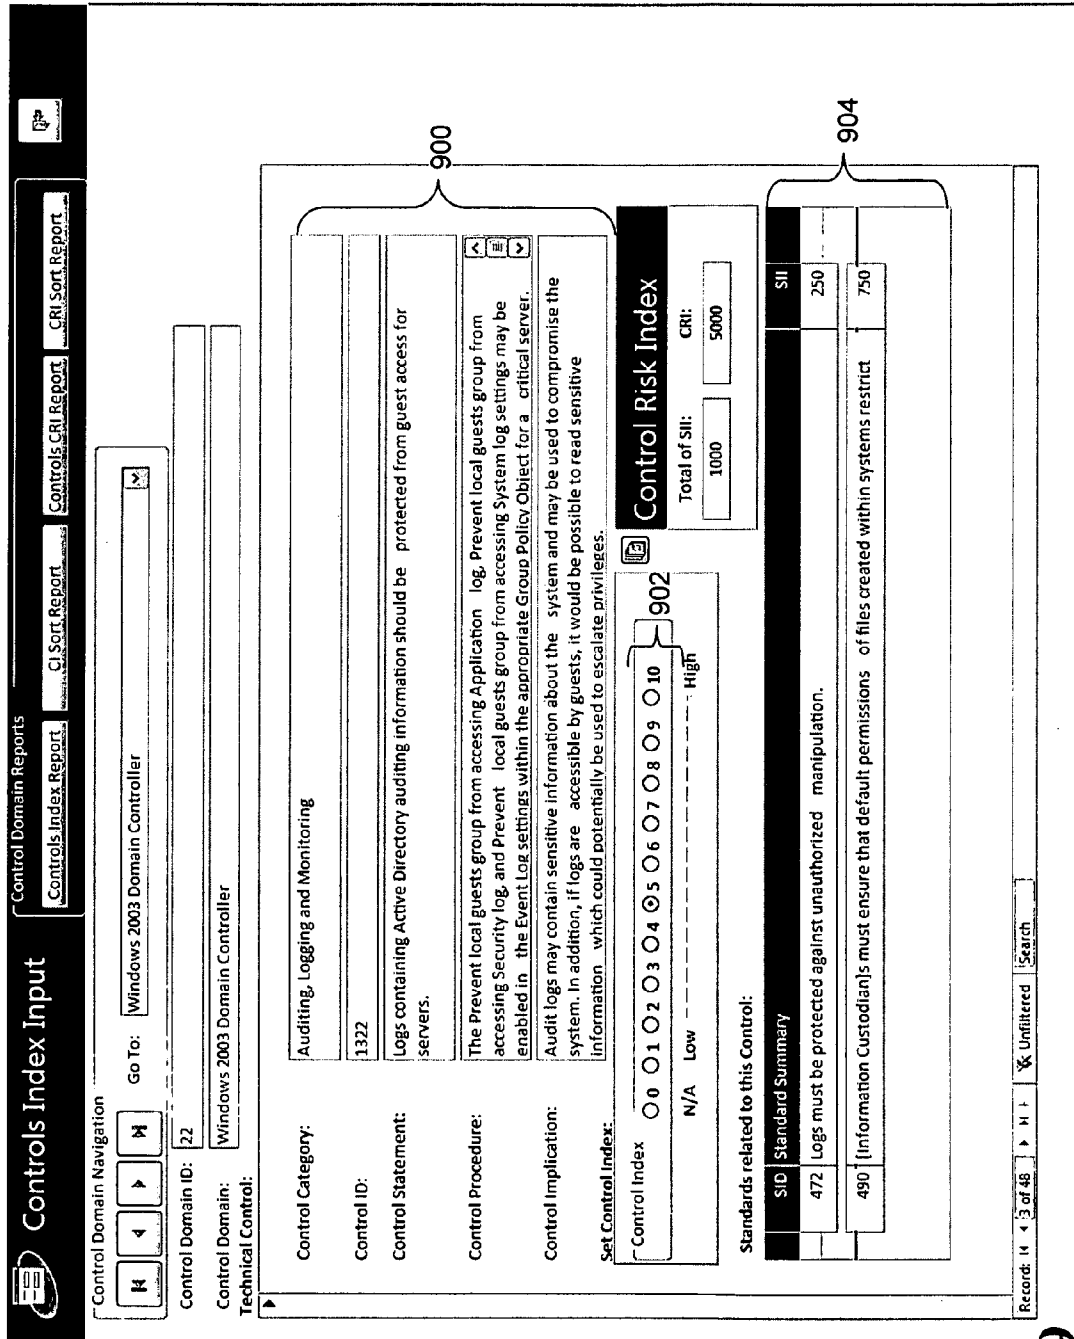 Controls Index Input
Control Domain Reports
Controls Index Report CI Sort Report Controls CRI Report CRI Sort Report
Control Domain Navigation
Go To: Windows 2003 Domain Controller
Control Domain ID: 22
Control Domain: Windows 2003 Domain Controller
Technical Control:
Control Category: Auditing, Logging and Monitoring
Control ID: 1322
Control Statement: Logs containing Active Directory auditing information should be protected from guest access for
servers.
Control Procedure: The Prevent local guests group from accessing Application log, Prevent local guests group from
accessing Security log, and Prevent local guests group from accessing System log settings may be
enabled in the Event Log settings within the appropriate Group Policy Object for a critical server.
Control Implication: Audit logs may contain sensitive information about the system and may be used to compromise the
system. In addition, if logs are accessible by guests, it would be possible to read sensitive
information which could potentially be used to escalate privileges.
900
Set Control Index:
Control Index
0 1 2 3 4 5 6 7 8 9 10
N/A Low High
902
Control Risk Index
Total of SII: CRI:
1000 5000
Standards related to this Control:
SID Standard Summary SII
472 Logs must be protected against unauthorized manipulation. 250
490 [Information Custodian]s must ensure that default permissions of files created within systems restrict 750
904
Record: 3 of 48 Unfiltered Search